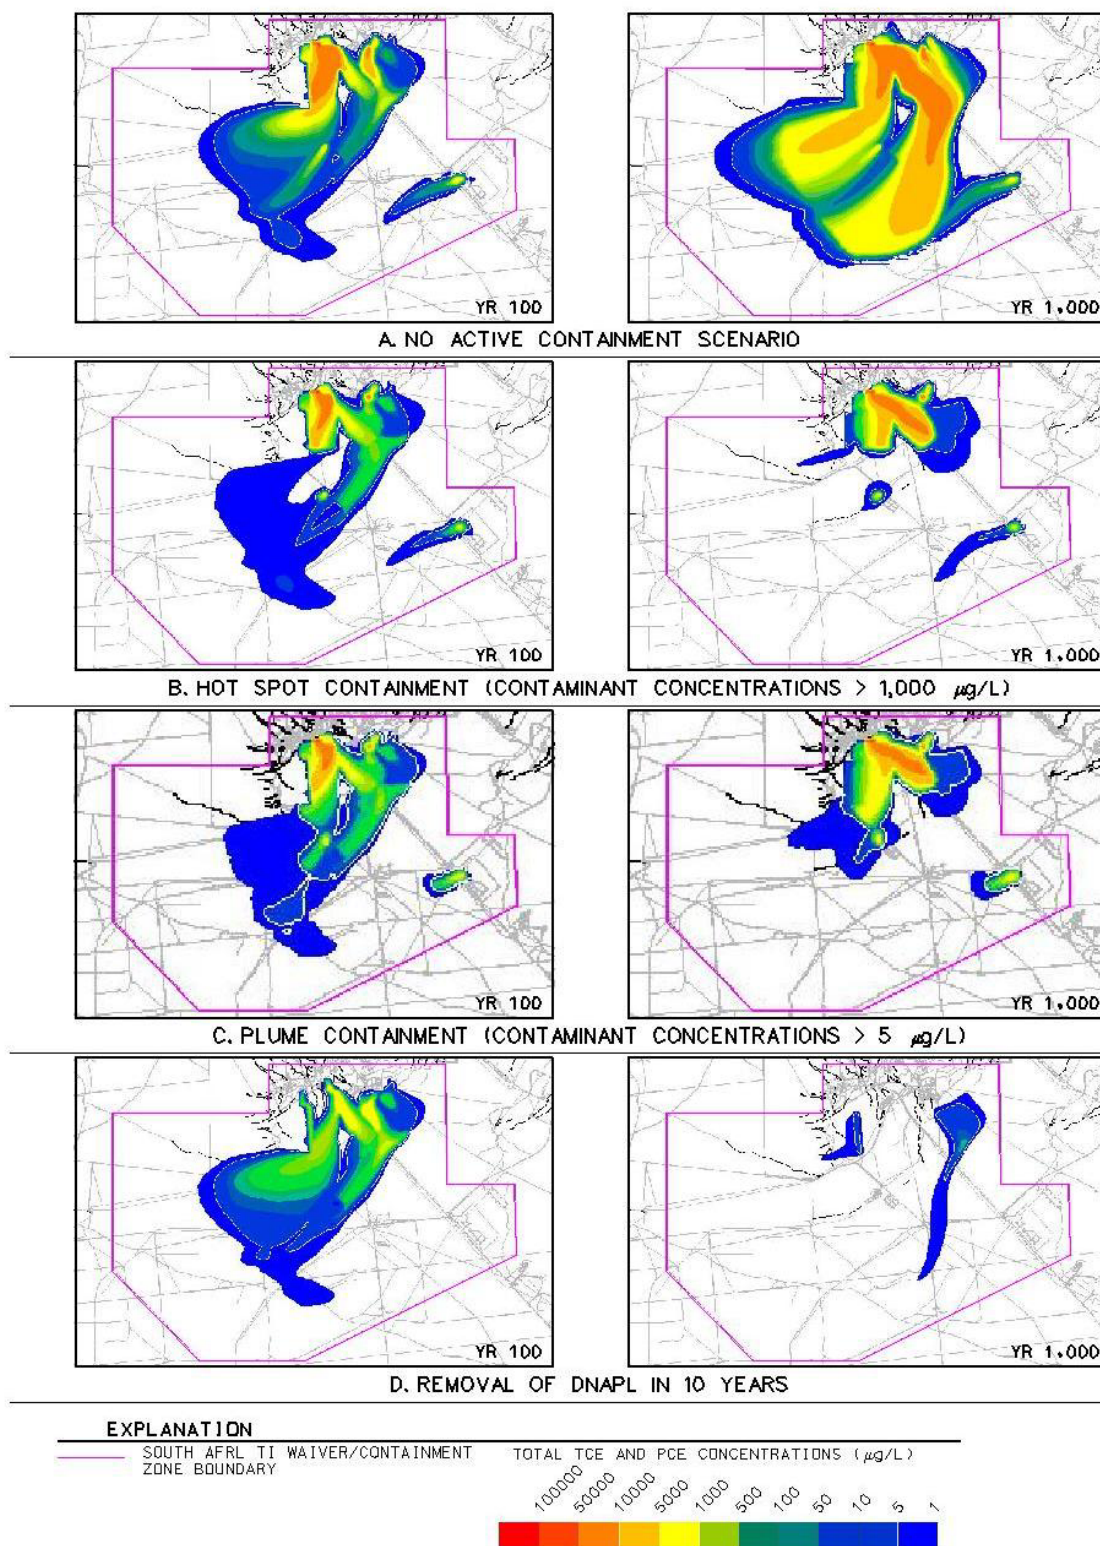 YR 100
YR 1,000
A. NO ACTIVE CONTAINMENT SCENARIO
YR 100
YR 1,000
B. HOT SPOT CONTAINMENT (CONTAMINANT CONCENTRATIONS > 1,000 µg/L)
YR 100
YR 1,000
C. PLUME CONTAINMENT (CONTAMINANT CONCENTRATIONS > 5 µg/L)
YR 100
YR 1,000
D. REMOVAL OF DNAPL IN 10 YEARS
EXPLANATION
SOUTH AFRL TI WAIVER/CONTAINMENT
ZONE BOUNDARY
TOTAL TCE AND PCE CONCENTRATIONS (µg/L)
100000 50000 10000 5000 1000 500 100 50 10 5 1